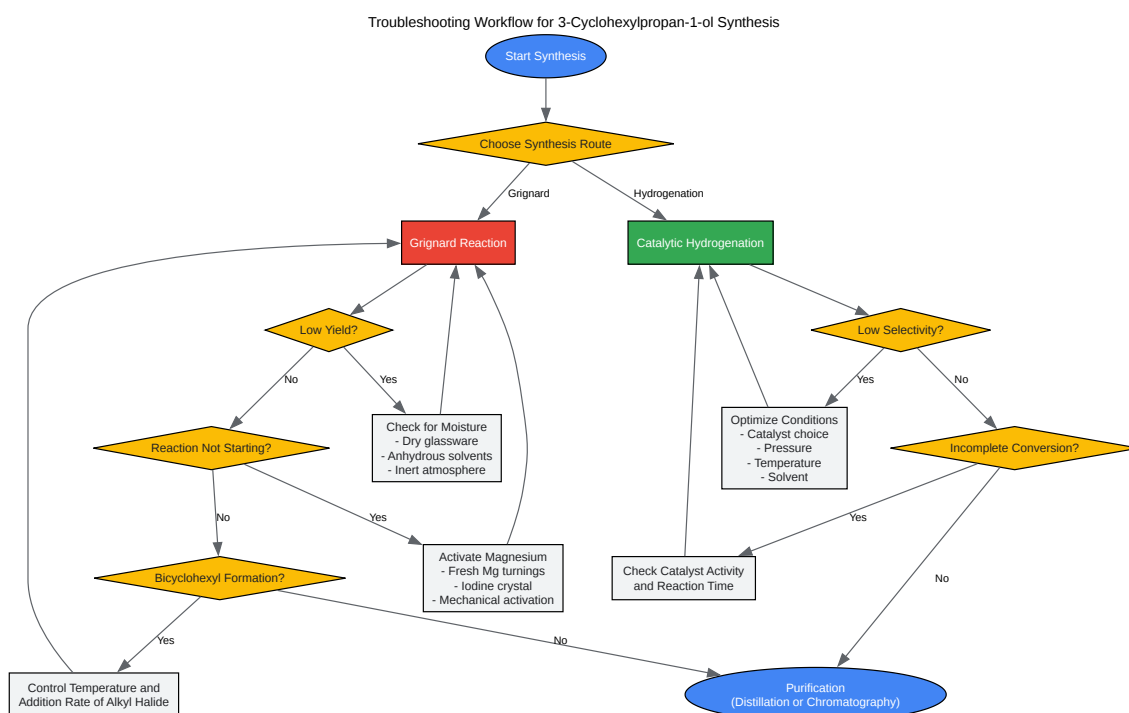 Troubleshooting Workflow for 3-Cyclohexylpropan-1-ol Synthesis
Start Synthesis
Choose Synthesis Route
Grignard
Hydrogenation
Grignard Reaction
Catalytic Hydrogenation
Low Yield?
Low Selectivity?
No
Yes
Yes
No
Check for Moisture
- Dry glassware
- Anhydrous solvents
- Inert atmosphere
Optimize Conditions
- Catalyst choice
- Pressure
- Temperature
- Solvent
Reaction Not Starting?
Incomplete Conversion?
No
Yes
Yes
No
Activate Magnesium
- Fresh Mg turnings
- Iodine crystal
- Mechanical activation
Check Catalyst Activity
and Reaction Time
Bicyclohexyl Formation?
Yes
No
Control Temperature and
Addition Rate of Alkyl Halide
Purification
(Distillation or Chromatography)